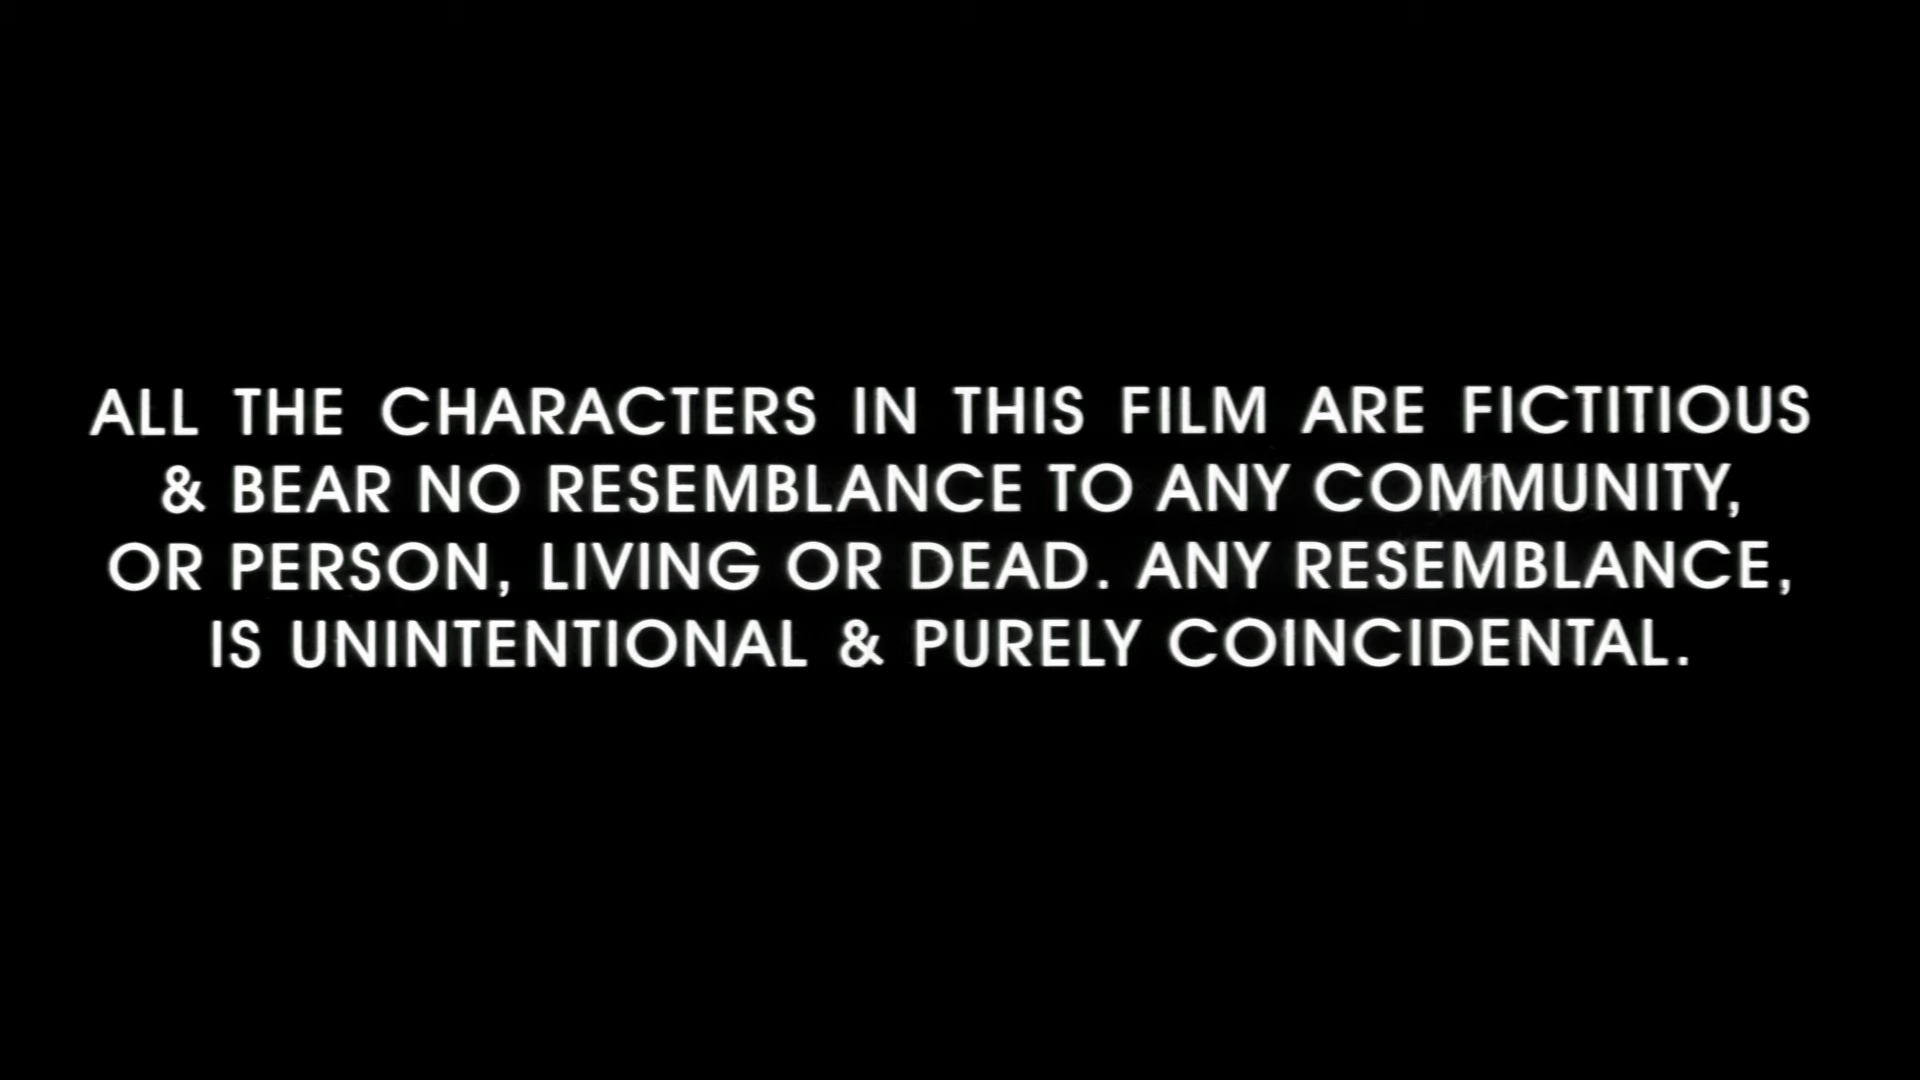 ALL THE CHARACTERS IN THIS FILM ARE FICTITIOUS
& BEAR NO RESEMBLANCE TO ANY COMMUNITY,
OR PERSON, LIVING OR DEAD. ANY RESEMBLANCE,
IS UNINTENTIONAL & PURELY COINCIDENTAL.